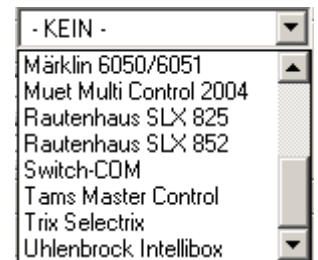 - KEIN -
Märklin 6050/6051
Muet Multi Control 2004
Rautenhaus SLX 825
Rautenhaus SLX 852
Switch-COM
Tams Master Control
Trix Selectrix
Uhlenbrock Intellibox